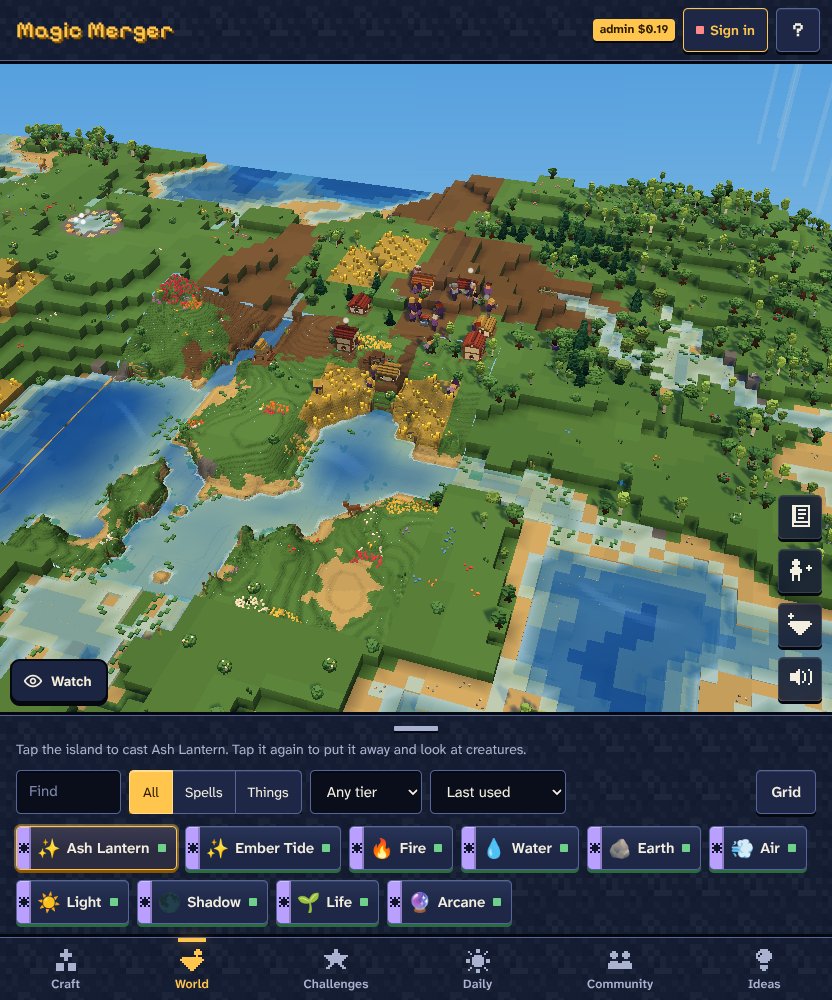 Magic Merger
admin $0.19
Sign in
?
Watch
Tap the island to cast Ash Lantern. Tap it again to put it away and look at creatures.
Find
All
Spells
Things
Any tier
Last used
Grid
Ash Lantern
Ember Tide
Fire
Water
Earth
Air
Light
Shadow
Life
Arcane
Craft
World
Challenges
Daily
Community
Ideas